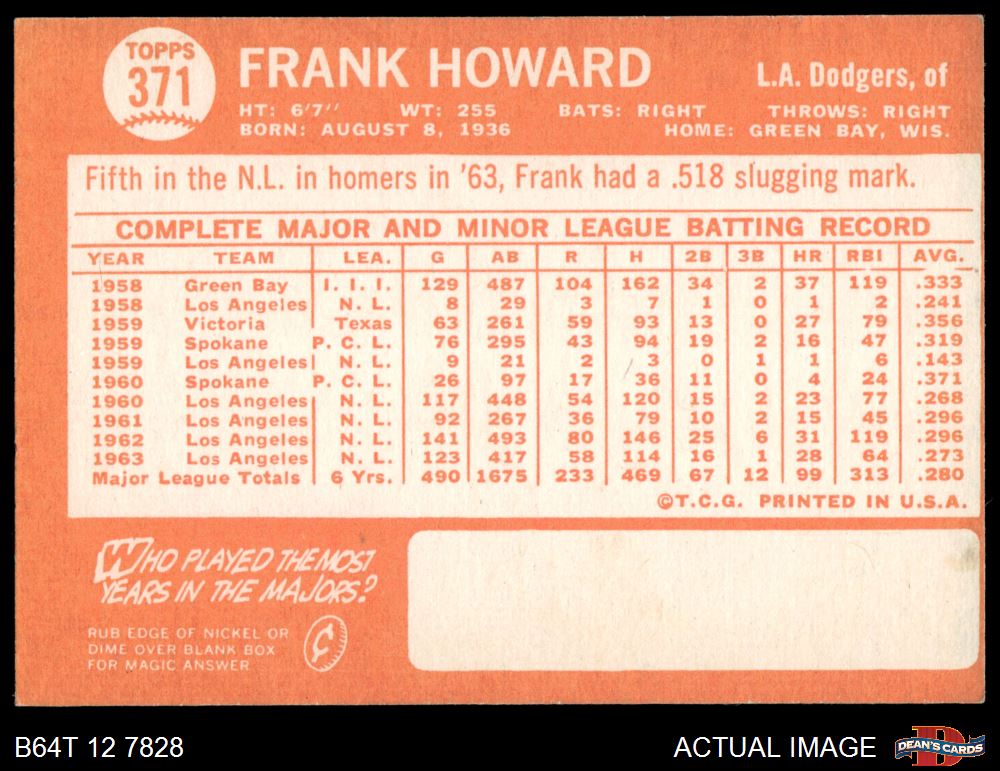 TOPPS
371
FRANK HOWARD
L.A. Dodgers, of
HT: 6'7'' WT: 255 BATS: RIGHT THROWS: RIGHT
BORN: AUGUST 8, 1936 HOME: GREEN BAY, WIS.
Fifth in the N.L. in homers in '63, Frank had a .518 slugging mark.
COMPLETE MAJOR AND MINOR LEAGUE BATTING RECORD
YEAR TEAM LEA. G AB R H 2B 3B HR RBI AVG.
1958 Green Bay I. I. I. 129 487 104 162 34 2 37 119 .333
1958 Los Angeles N. L. 8 29 3 7 1 0 1 2 .241
1959 Victoria Texas 63 261 59 93 13 0 27 79 .356
1959 Spokane P. C. L. 76 295 43 94 19 2 16 47 .319
1959 Los Angeles N. L. 9 21 2 3 0 1 1 6 .143
1960 Spokane P. C. L. 26 97 17 36 11 0 4 24 .371
1960 Los Angeles N. L. 117 448 54 120 15 2 23 77 .268
1961 Los Angeles N. L. 92 267 36 79 10 2 15 45 .296
1962 Los Angeles N. L. 141 493 80 146 25 6 31 119 .296
1963 Los Angeles N. L. 123 417 58 114 16 1 28 64 .273
Major League Totals 6 Yrs. 490 1675 233 469 67 12 99 313 .280
©T.C.G. PRINTED IN U.S.A.
WHO PLAYED THE MOST
YEARS IN THE MAJORS?
RUB EDGE OF NICKEL OR
DIME OVER BLANK BOX
FOR MAGIC ANSWER
¢
B64T 12 7828
ACTUAL IMAGE
D
DEAN'S CARDS